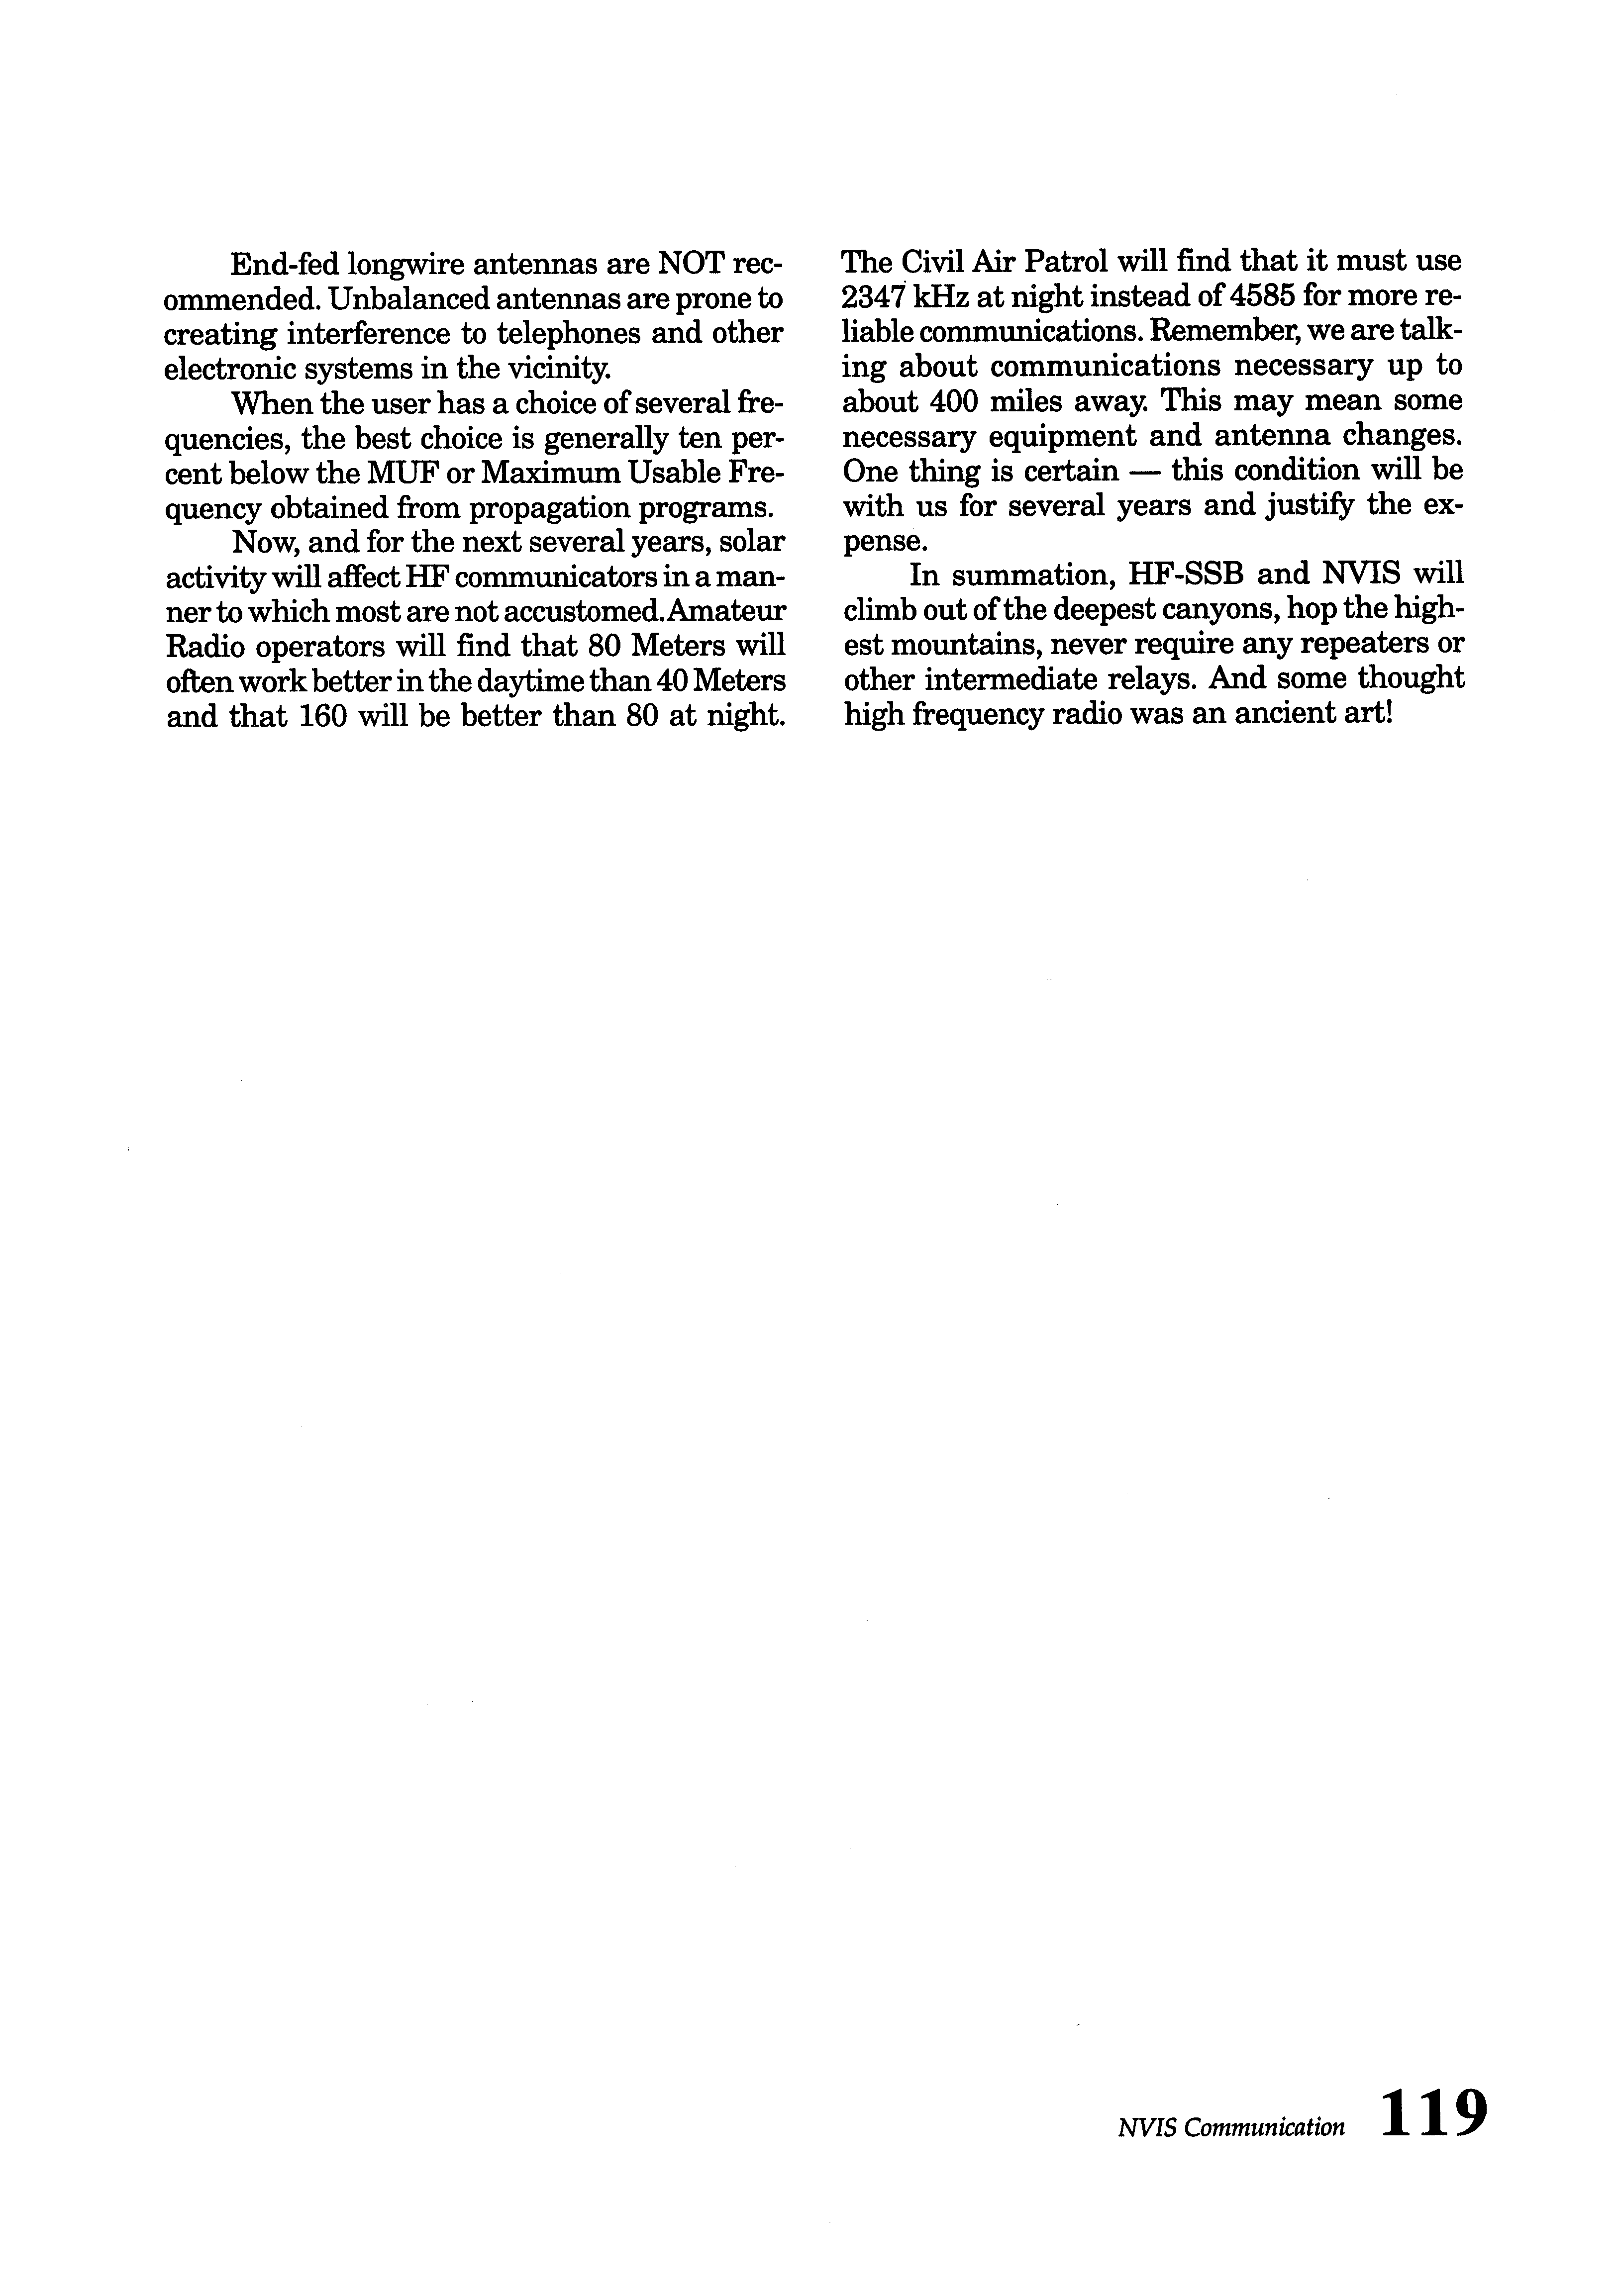 End-fed longwire antennas are NOT rec-
ommended. Unbalanced antennas are prone to
creating interference to telephones and other
electronic systems in the vicinity.
When the user has a choice of several fre-
quencies, the best choice is generally ten per-
cent below the MUF or Maximum Usable Fre-
quency obtained from propagation programs.
Now, and for the next several years, solar
activity will affect HF communicators in a man-
ner to which most are not accustomed.Amateur
Radio operators will find that 80 Meters will
often work better in the daytime than 40 Meters
and that 160 will be better than 80 at night.
The Civil Air Patrol will find that it must use
2347 kHz at night instead of 4585 for more re-
liable communications. Remember, we are talk-
ing about communications necessary up to
about 400 miles away. This may mean some
necessary equipment and antenna changes.
One thing is certain — this condition will be
with us for several years and justify the ex-
pense.
In summation, HF-SSB and NVIS will
climb out of the deepest canyons, hop the high-
est mountains, never require any repeaters or
other intermediate relays. And some thought
high frequency radio was an ancient art!
NVIS Communication 119